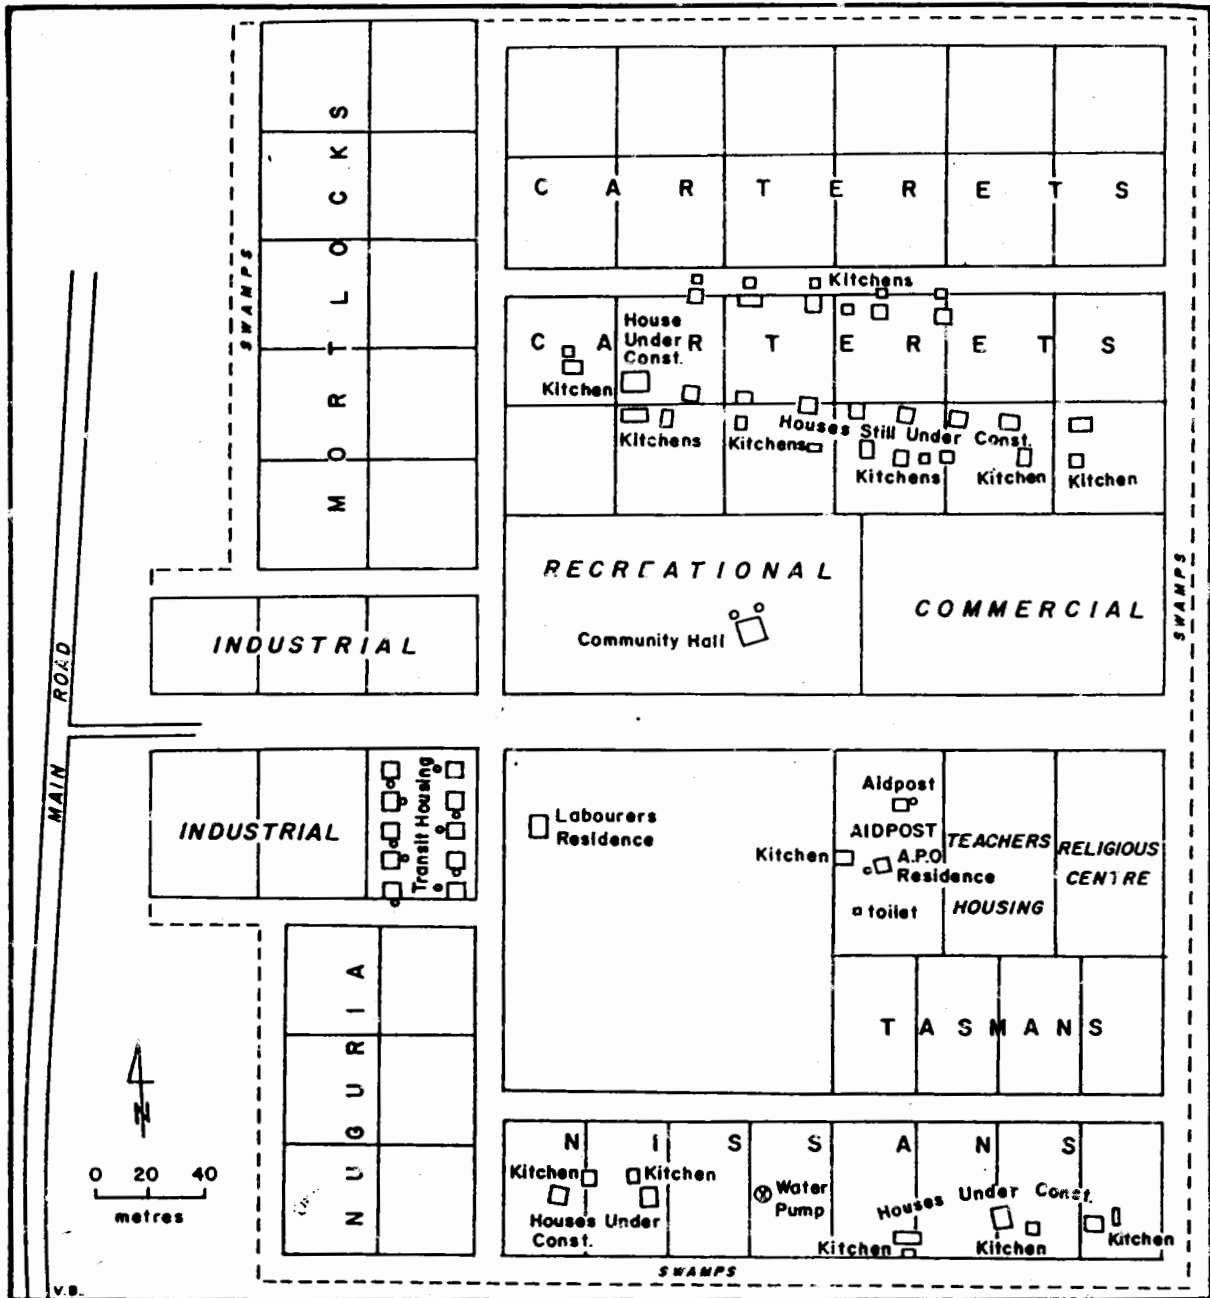 CARTERETS
MORTLOCKS
SWAMPS
Kitchens
House
Under
Const.
CARTERETS
Kitchen
Kitchens
Kitchens
Houses Still Under Const.
Kitchens
Kitchen
Kitchen
RECREATIONAL
COMMERCIAL
Community Hall
SWAMPS
INDUSTRIAL
MAIN ROAD
INDUSTRIAL
Transit Housing
Labourers
Residence
Aidpost
AIDPOST
Kitchen
A.P.O
Residence
toilet
TEACHERS
HOUSING
RELIGIOUS
CENTRE
TASMANS
NUGURIA
N
0 20 40
metres
NISSANS
Kitchen
Kitchen
Houses Under
Const.
Water
Pump
Houses Under Const.
Kitchen
Kitchen
Kitchen
SWAMPS
V.B.